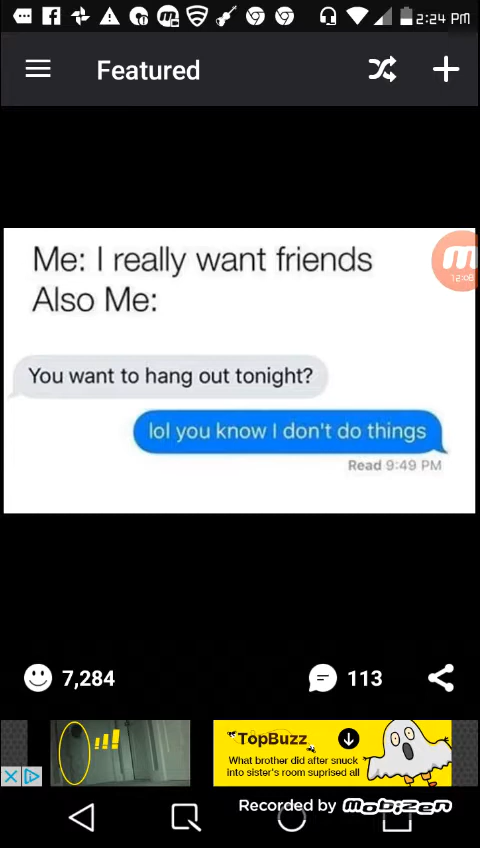 2:24 PM
Featured
Me: I really want friends
Also Me:
12:08
You want to hang out tonight?
lol you know I don't do things
Read 9:49 PM
7,284
113
!!!
TopBuzz
What brother did after snuck
into sister's room suprised all
Recorded by Mobizen